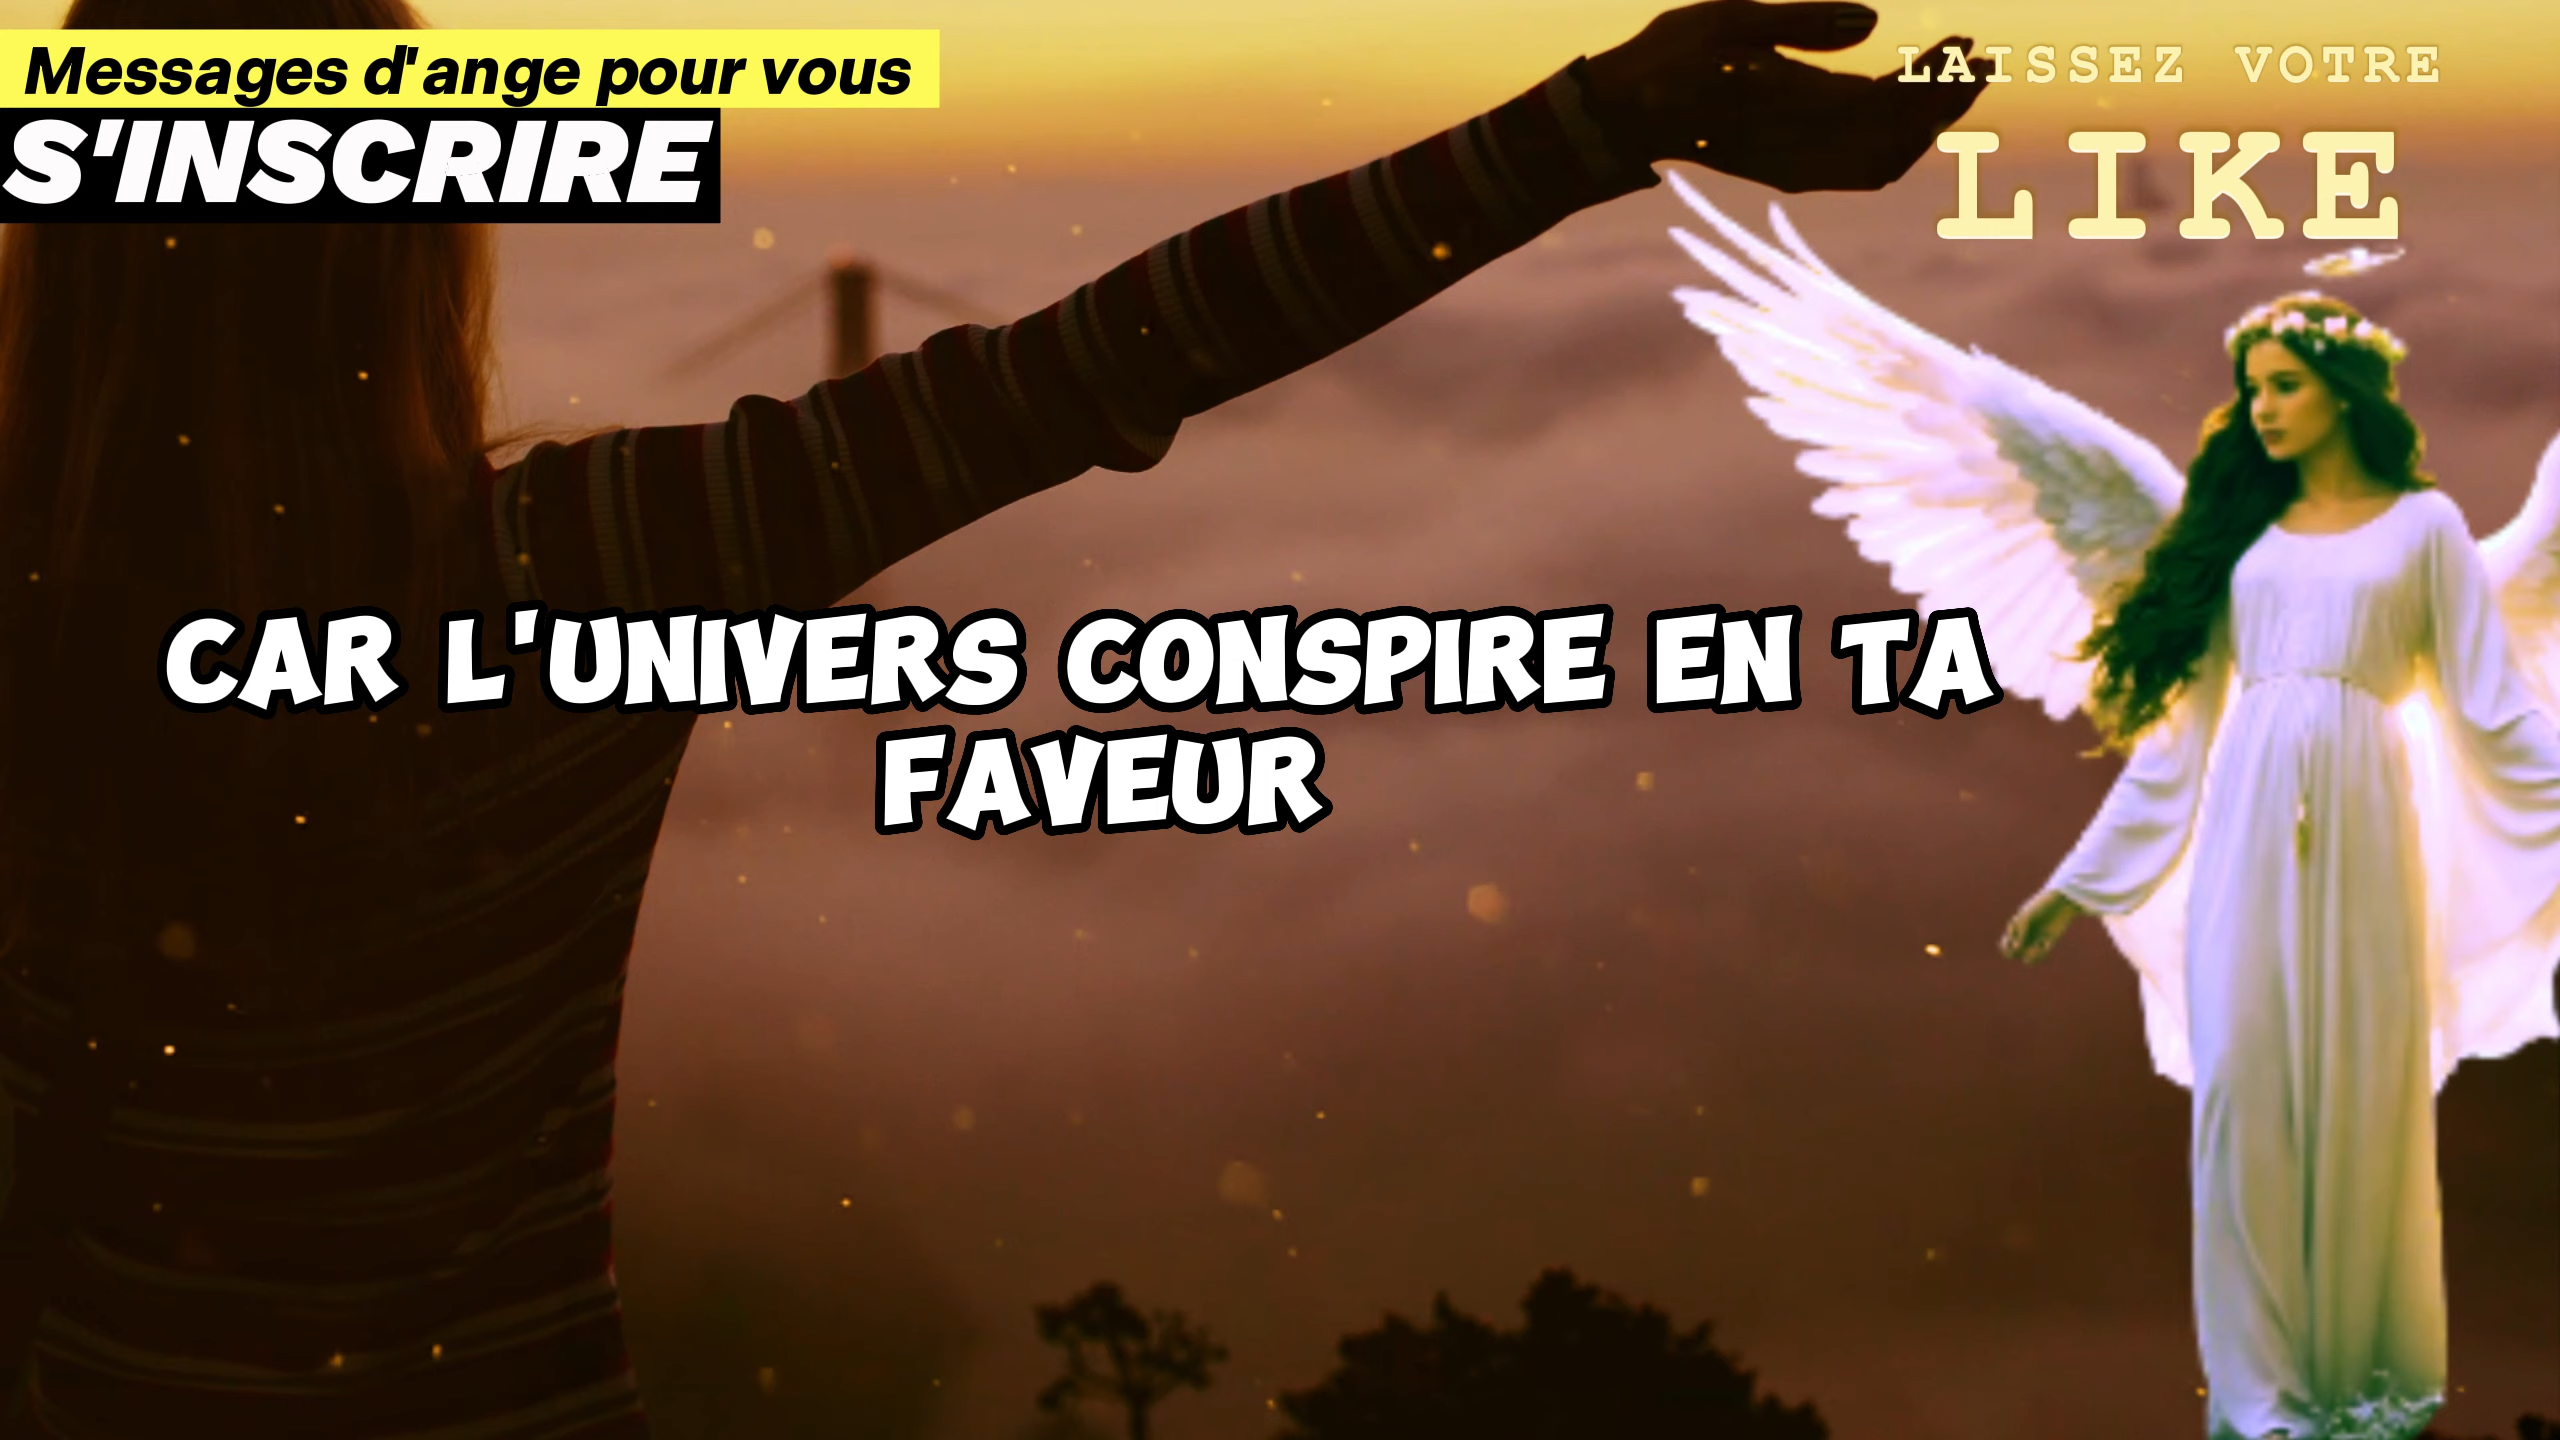 Messages d'ange pour vous
S'INSCRIRE
LAISSEZ VOTRE
LIKE
CAR L'UNIVERS CONSPIRE EN TA
FAVEUR